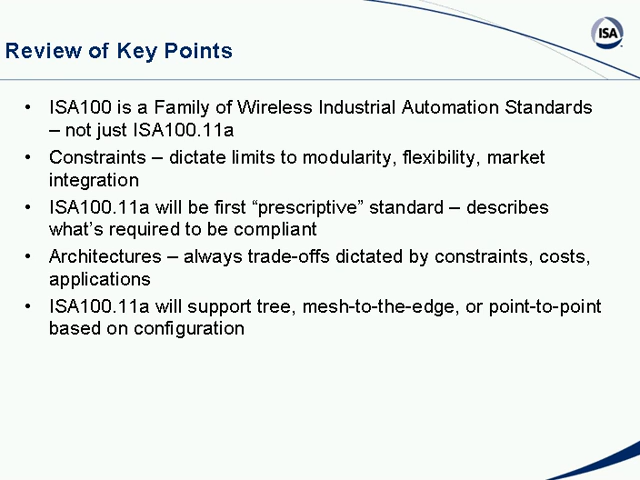 ISA
Review of Key Points
• ISA100 is a Family of Wireless Industrial Automation Standards
– not just ISA100.11a
• Constraints – dictate limits to modularity, flexibility, market
integration
• ISA100.11a will be first “prescriptive” standard – describes
what’s required to be compliant
• Architectures – always trade-offs dictated by constraints, costs,
applications
• ISA100.11a will support tree, mesh-to-the-edge, or point-to-point
based on configuration